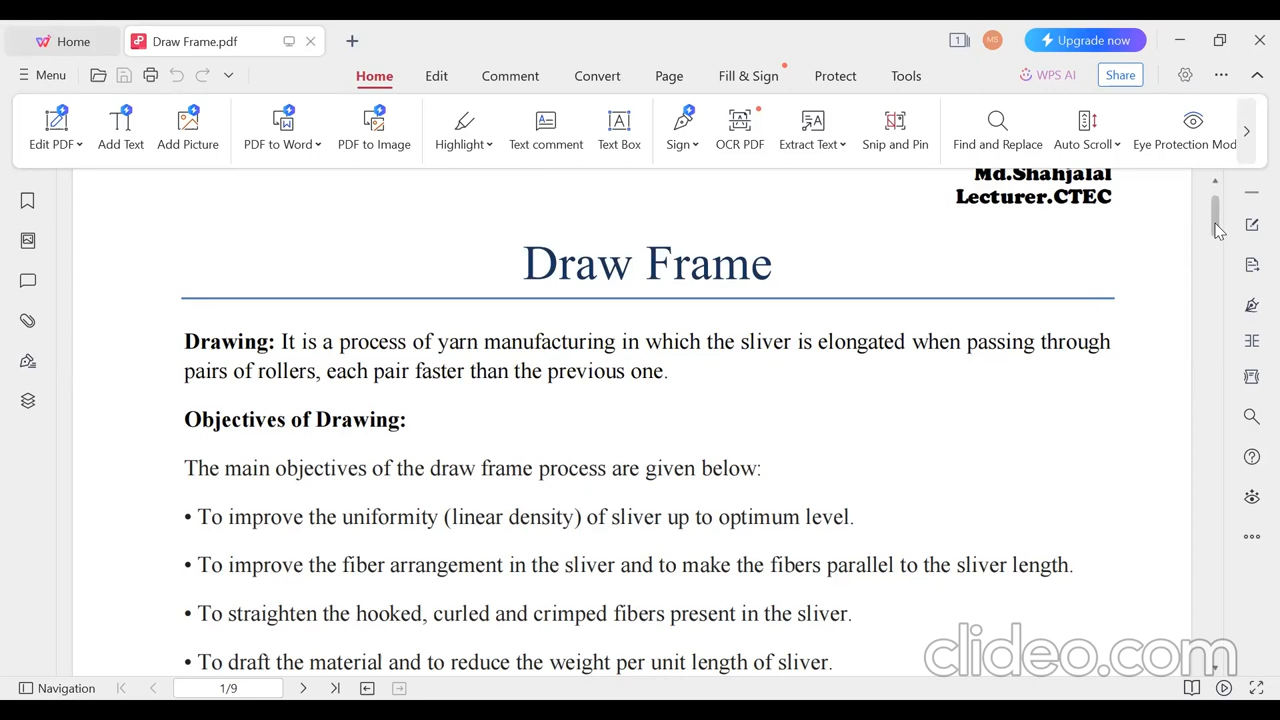 Home
Draw Frame.pdf
1
MS
Upgrade now
Menu
Home
Edit
Comment
Convert
Page
Fill & Sign
Protect
Tools
WPS AI
Share
Edit PDF
Add Text
Add Picture
PDF to Word
PDF to Image
Highlight
Text comment
Text Box
Sign
OCR PDF
Extract Text
Snip and Pin
Find and Replace
Auto Scroll
Eye Protection Mod
Md.Shahjalal
Lecturer.CTEC
Draw Frame
Drawing: It is a process of yarn manufacturing in which the sliver is elongated when passing through
pairs of rollers, each pair faster than the previous one.
Objectives of Drawing:
The main objectives of the draw frame process are given below:
• To improve the uniformity (linear density) of sliver up to optimum level.
• To improve the fiber arrangement in the sliver and to make the fibers parallel to the sliver length.
• To straighten the hooked, curled and crimped fibers present in the sliver.
• To draft the material and to reduce the weight per unit length of sliver.
clideo.com
Navigation
1/9